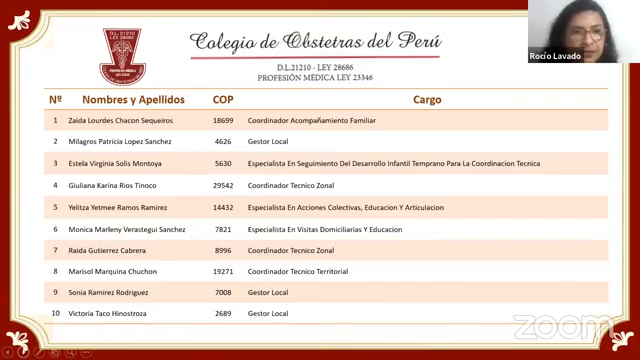 D.L. 21210
LEY 28686
Colegio de Obstetras del Perú
D.L.21210 - LEY 28686
PROFESIÓN MÉDICA LEY 23346
Rocío Lavado
Nº Nombres y Apellidos COP Cargo
1 Zaida Lourdes Chacon Sequeiros 18699 Coordinador Acompañamiento Familiar
2 Milagros Patricia Lopez Sanchez 4626 Gestor Local
3 Estela Virginia Solis Montoya 5630 Especialista En Seguimiento Del Desarrollo Infantil Temprano Para La Coordinacion Tecnica
4 Giuliana Karina Rios Tinoco 29542 Coordinador Tecnico Zonal
5 Yelitza Yetmee Ramos Ramirez 14432 Especialista en Acciones Colectivas, Educacion Y Articulacion
6 Monica Marleny Verastegui Sanchez 7821 Especialista en Visitas Domiciliarias Y Educacion
7 Raida Gutierrez Cabrera 8996 Coordinador Tecnico Zonal
8 Marisol Marquina Chuchon 19271 Coordinador Tecnico Territorial
9 Sonia Ramírez Rodriguez 7008 Gestor Local
10 Victoria Taco Hinostroza 2689 Gestor Local
zoom